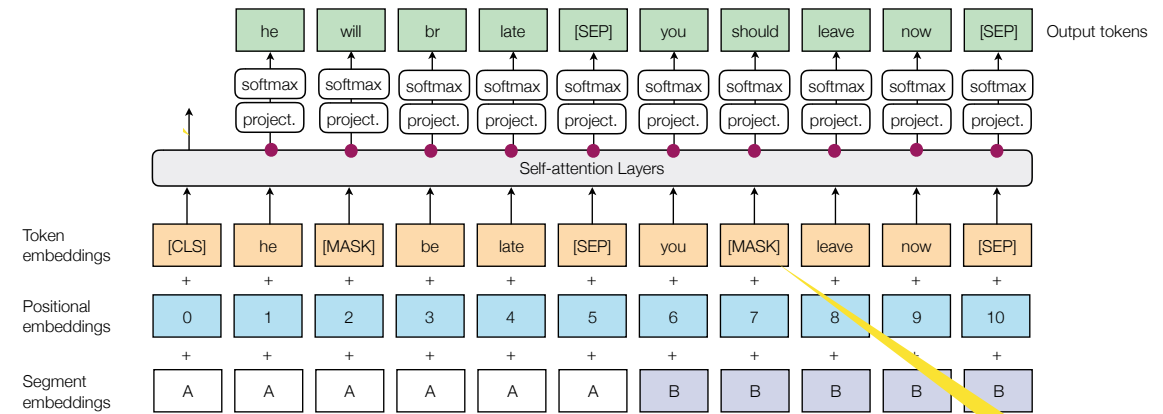 he will br late [SEP] you should leave now [SEP] Output tokens
softmax softmax softmax softmax softmax softmax softmax softmax softmax softmax
project. project. project. project. project. project. project. project. project. project.
Self-attention Layers
Token embeddings [CLS] he [MASK] be late [SEP] you [MASK] leave now [SEP]
+ + + + + + + + + + +
Positional embeddings 0 1 2 3 4 5 6 7 8 9 10
+ + + + + + + + + + +
Segment embeddings A A A A A A B B B B B